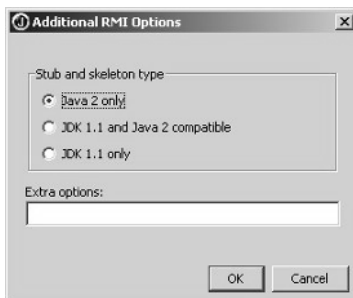 Additional RMI Options
Stub and skeleton type
Java 2 only
JDK 1.1 and Java 2 compatible
JDK 1.1 only
Extra options:
OK Cancel